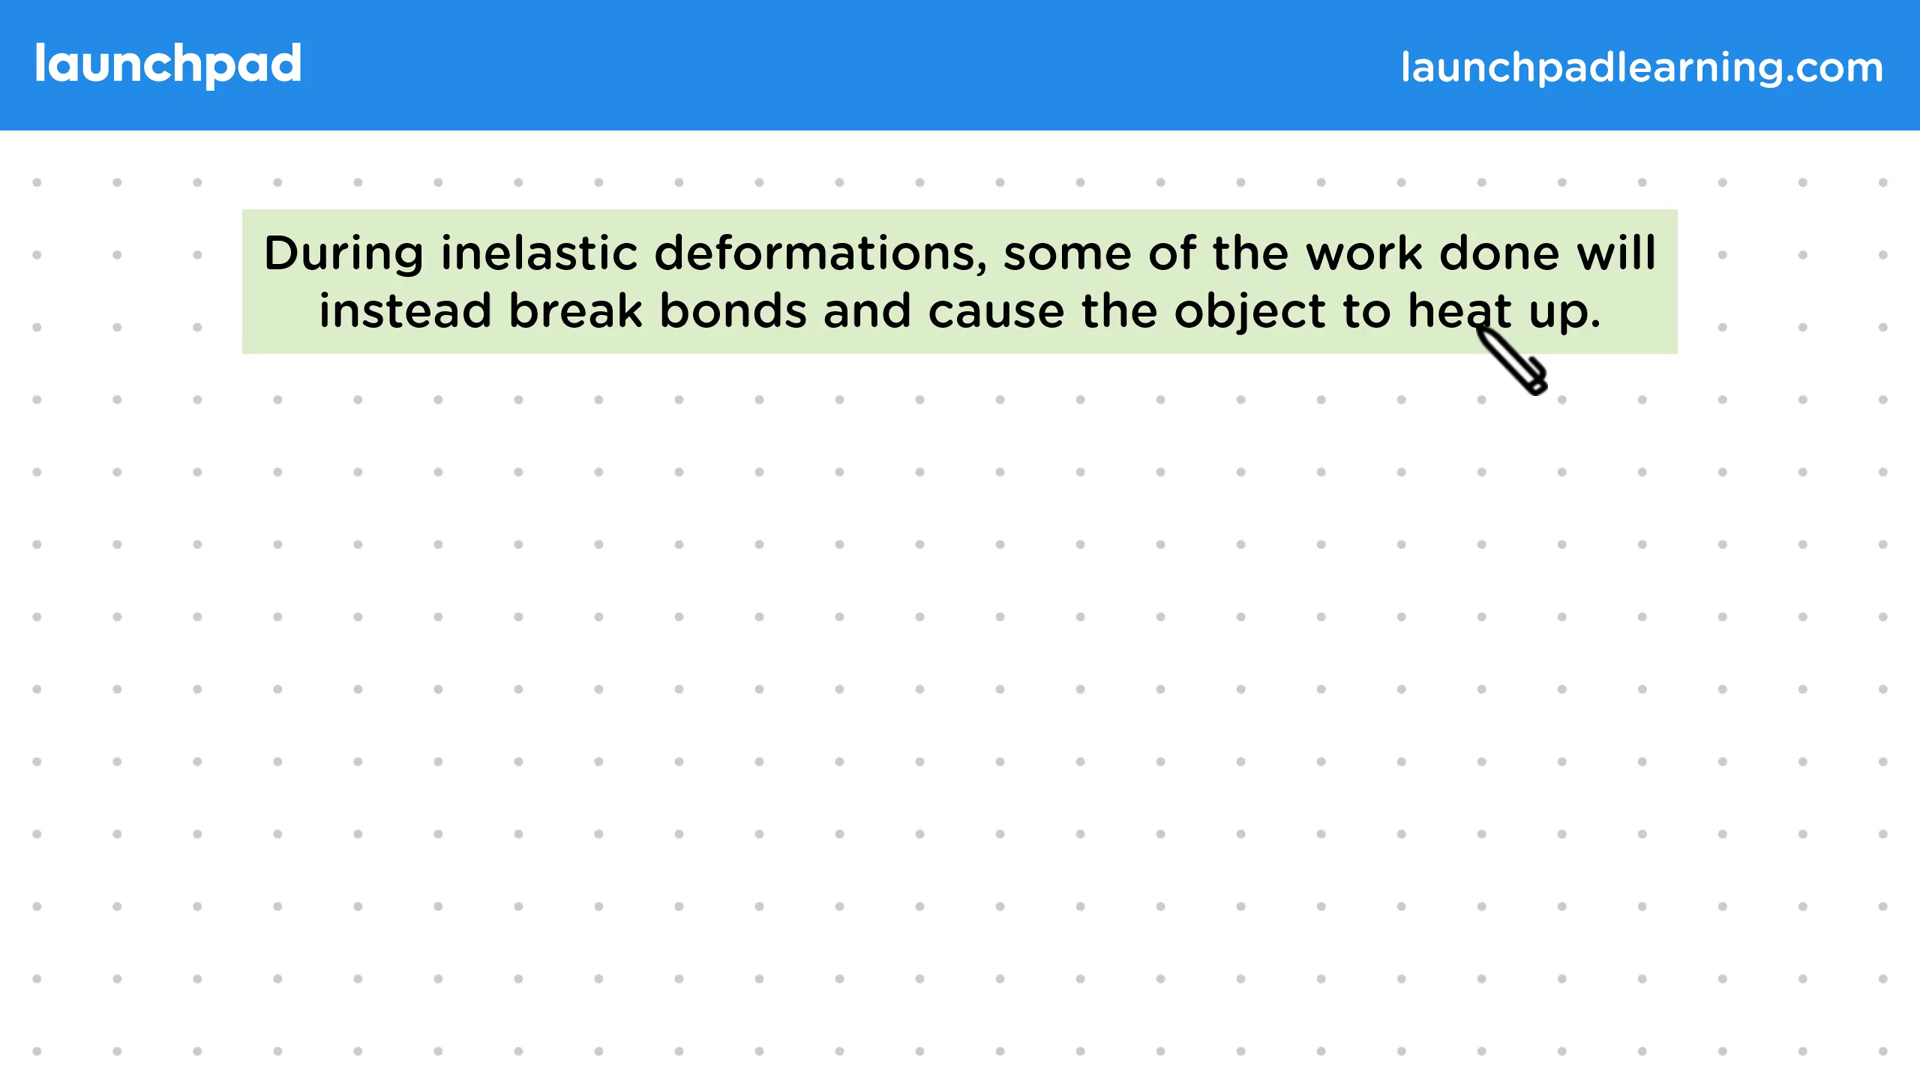 launchpad
launchpadlearning.com
During inelastic deformations, some of the work done will
instead break bonds and cause the object to heat up.